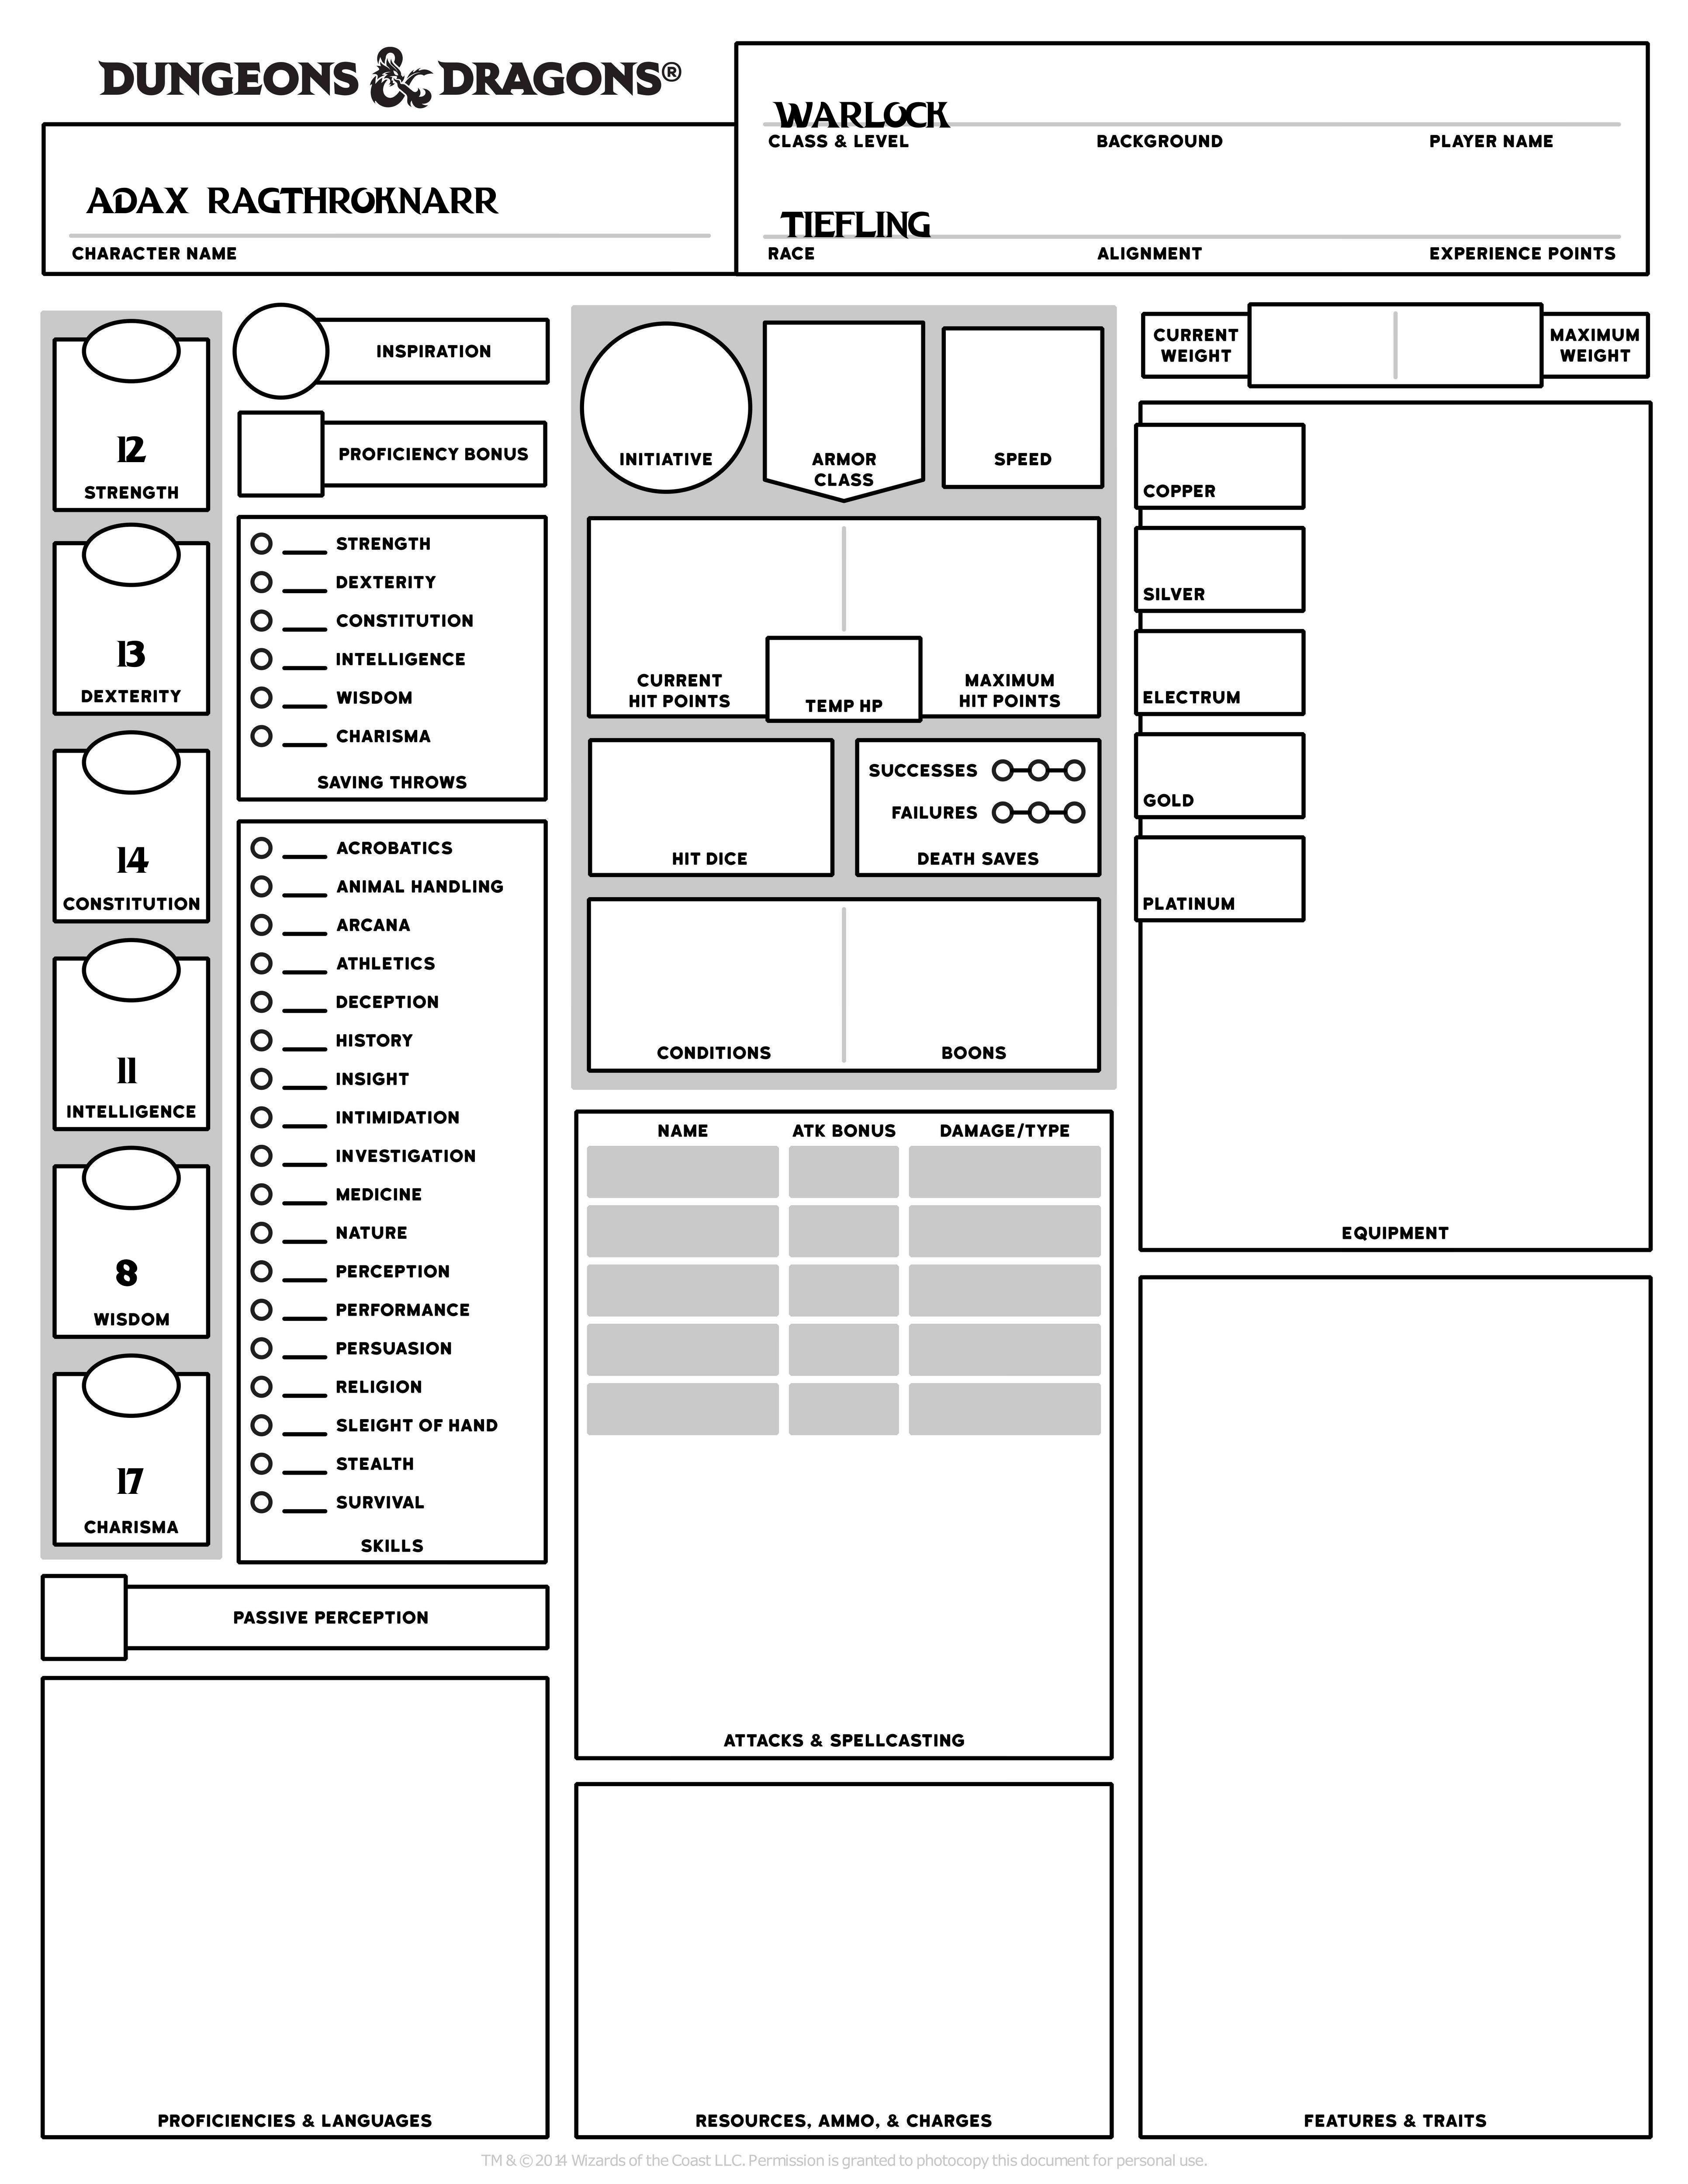 DUNGEONS & DRAGONS®
WARLOCK
CLASS & LEVEL BACKGROUND PLAYER NAME
ADAX RAGTHROKNARR
CHARACTER NAME
TIEFLING
RACE ALIGNMENT EXPERIENCE POINTS
12
STRENGTH
13
DEXTERITY
14
CONSTITUTION
11
INTELLIGENCE
8
WISDOM
17
CHARISMA
INSPIRATION
PROFICIENCY BONUS
STRENGTH
DEXTERITY
CONSTITUTION
INTELLIGENCE
WISDOM
CHARISMA
SAVING THROWS
ACROBATICS
ANIMAL HANDLING
ARCANA
ATHLETICS
DECEPTION
HISTORY
INSIGHT
INTIMIDATION
INVESTIGATION
MEDICINE
NATURE
PERCEPTION
PERFORMANCE
PERSUASION
RELIGION
SLEIGHT OF HAND
STEALTH
SURVIVAL
SKILLS
PASSIVE PERCEPTION
PROFICIENCIES & LANGUAGES
INITIATIVE
ARMOR
CLASS
SPEED
CURRENT
HIT POINTS
TEMP HP
MAXIMUM
HIT POINTS
HIT DICE
SUCCESSES
FAILURES
DEATH SAVES
CONDITIONS
BOONS
NAME ATK BONUS DAMAGE/TYPE
ATTACKS & SPELLCASTING
RESOURCES, AMMO, & CHARGES
CURRENT
WEIGHT
MAXIMUM
WEIGHT
COPPER
SILVER
ELECTRUM
GOLD
PLATINUM
EQUIPMENT
FEATURES & TRAITS
TM & © 2014 Wizards of the Coast LLC. Permission is granted to photocopy this document for personal use.